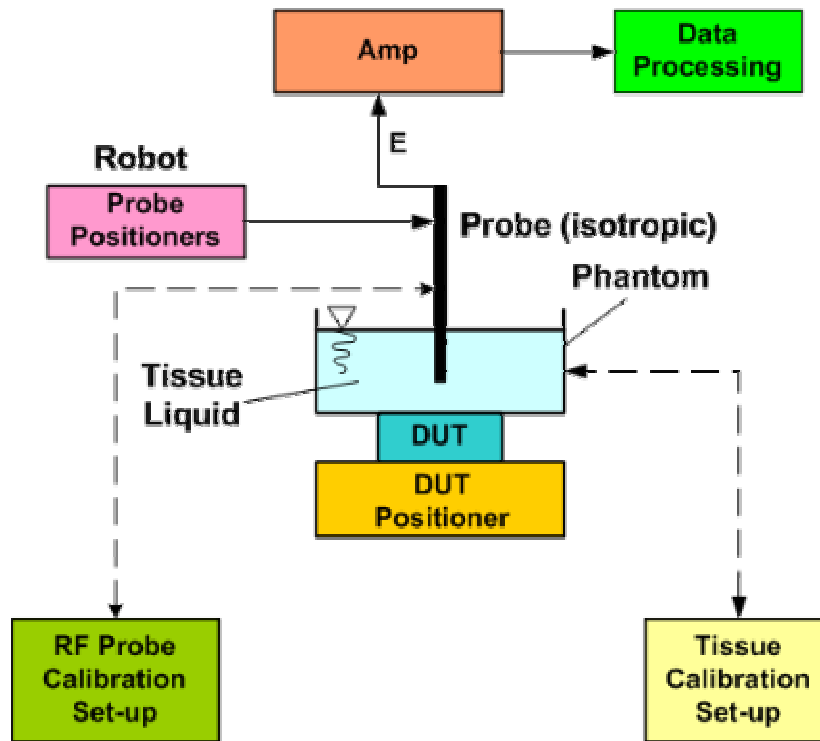 Amp
Data
Processing
E
Robot
Probe
Positioners
Probe (isotropic)
Phantom
Tissue
Liquid
DUT
DUT
Positioner
RF Probe
Calibration
Set-up
Tissue
Calibration
Set-up